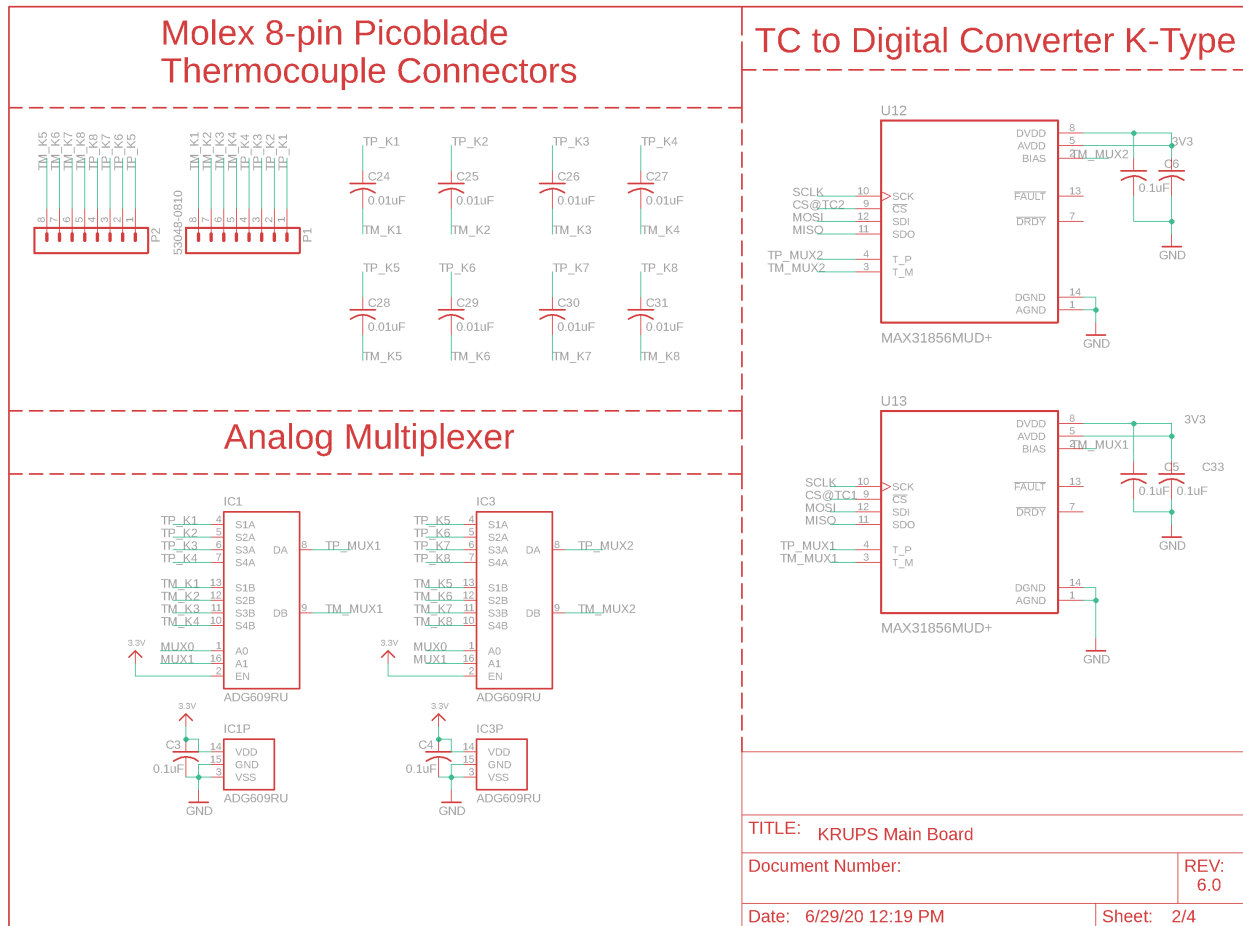 Molex 8-pin Picoblade
Thermocouple Connectors
TM_K5
TM_K6
TM_K7
TM_K8
TP_K8
TP_K7
TP_K6
TP_K5
8
7
6
5
4
3
2
1
P2
53048-0810
TM_K1
TM_K2
TM_K3
TM_K4
TP_K4
TP_K3
TP_K2
TP_K1
8
7
6
5
4
3
2
1
P1
TP_K1 TP_K2 TP_K3 TP_K4
C24 C25 C26 C27
0.01uF 0.01uF 0.01uF 0.01uF
TM_K1 TM_K2 TM_K3 TM_K4
TP_K5 TP_K6 TP_K7 TP_K8
C28 C29 C30 C31
0.01uF 0.01uF 0.01uF 0.01uF
TM_K5 TM_K6 TM_K7 TM_K8
Analog Multiplexer
IC1
TP_K1 4 S1A
TP_K2 5 S2A
TP_K3 6 S3A DA 8 TP_MUX1
TP_K4 7 S4A
TM_K1 13 S1B
TM_K2 12 S2B
TM_K3 11 S3B DB 9 TM_MUX1
TM_K4 10 S4B
3.3V
MUX0 1 A0
MUX1 16 A1
2 EN
ADG609RU
IC3
TP_K5 4 S1A
TP_K6 5 S2A
TP_K7 6 S3A DA 8 TP_MUX2
TP_K8 7 S4A
TM_K5 13 S1B
TM_K6 12 S2B
TM_K7 11 S3B DB 9 TM_MUX2
TM_K8 10 S4B
3.3V
MUX0 1 A0
MUX1 16 A1
2 EN
ADG609RU
3.3V
IC1P
C3 14 VDD
15 GND
0.1uF 3 VSS
ADG609RU
GND
3.3V
IC3P
C4 14 VDD
15 GND
0.1uF 3 VSS
ADG609RU
GND
TC to Digital Converter K-Type
U12
DVDD 8
AVDD 5 3V3
BIAS 2 TM_MUX2
C6
0.1uF
SCLK 10 SCK FAULT 13
CS@TC2 9 CS
MOSI 12 SDI DRDY 7
MISO 11 SDO
GND
TP_MUX2 4 T_P
TM_MUX2 3 T_M
DGND 14
AGND 1
GND
MAX31856MUD+
U13
DVDD 8 3V3
AVDD 5
BIAS 2 TM_MUX1
C5 C33
0.1uF 0.1uF
SCLK 10 SCK FAULT 13
CS@TC1 9 CS
MOSI 12 SDI DRDY 7
MISO 11 SDO
GND
TP_MUX1 4 T_P
TM_MUX1 3 T_M
DGND 14
AGND 1
MAX31856MUD+
GND
TITLE: KRUPS Main Board
Document Number:
REV:
6.0
Date: 6/29/20 12:19 PM
Sheet: 2/4